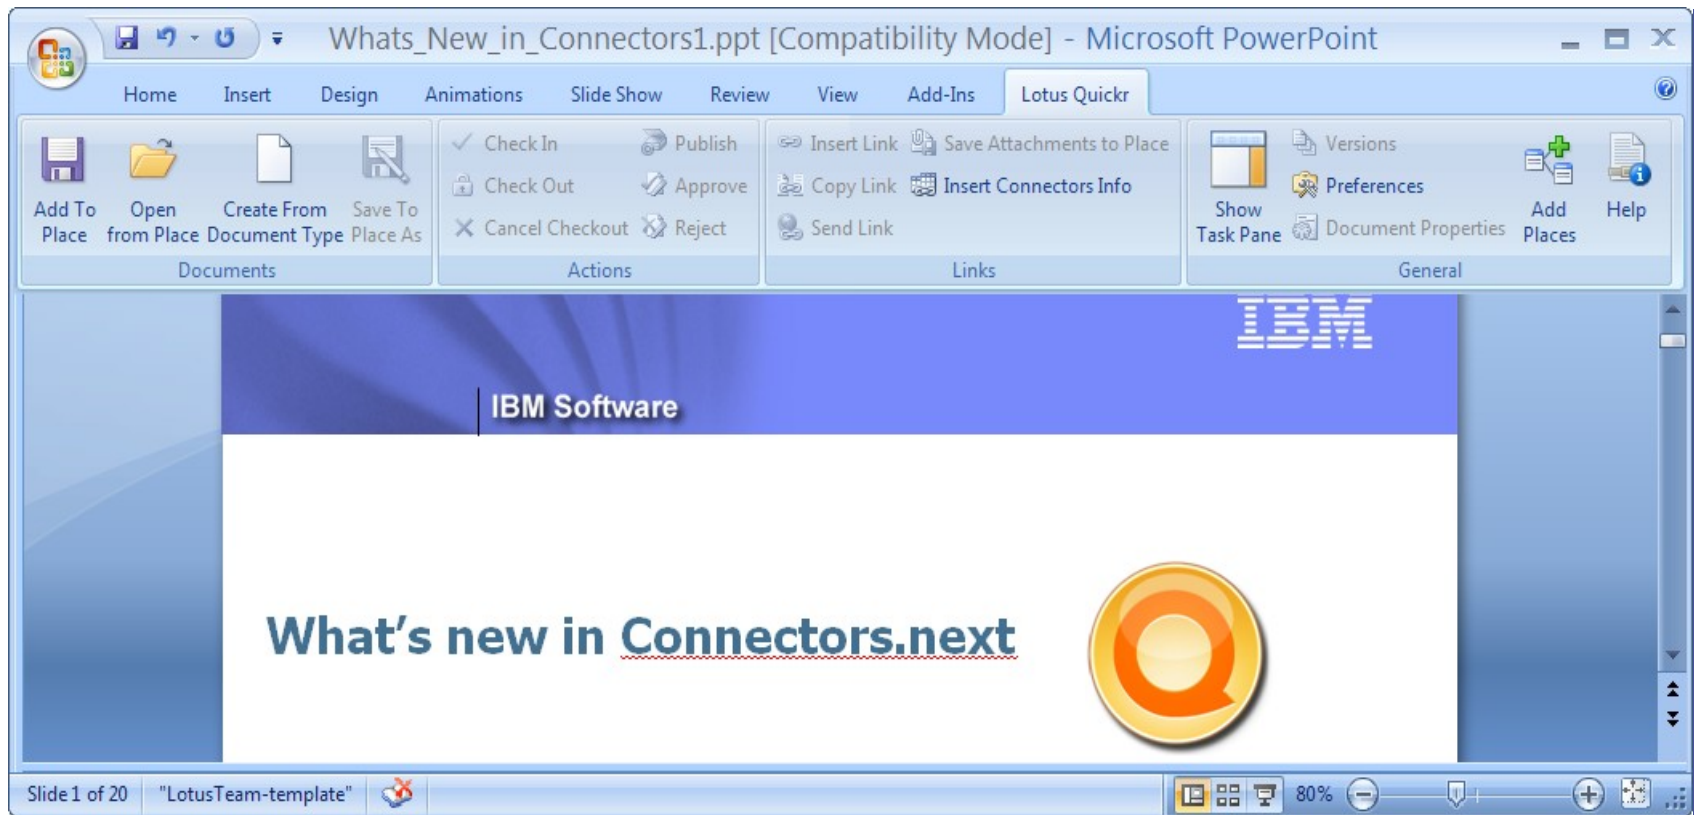 Whats_New_in_Connectors1.ppt [Compatibility Mode] - Microsoft PowerPoint
Home Insert Design Animations Slide Show Review View Add-Ins Lotus Quickr
Add To Place
Open from Place
Create From Document Type
Save To Place As
Documents
Check In
Check Out
Cancel Checkout
Publish
Approve
Reject
Actions
Insert Link
Copy Link
Send Link
Save Attachments to Place
Insert Connectors Info
Links
Show Task Pane
Versions
Preferences
Document Properties
Add Places
Help
General
IBM
IBM Software
What's new in Connectors.next
Slide 1 of 20 "LotusTeam-template" 80%